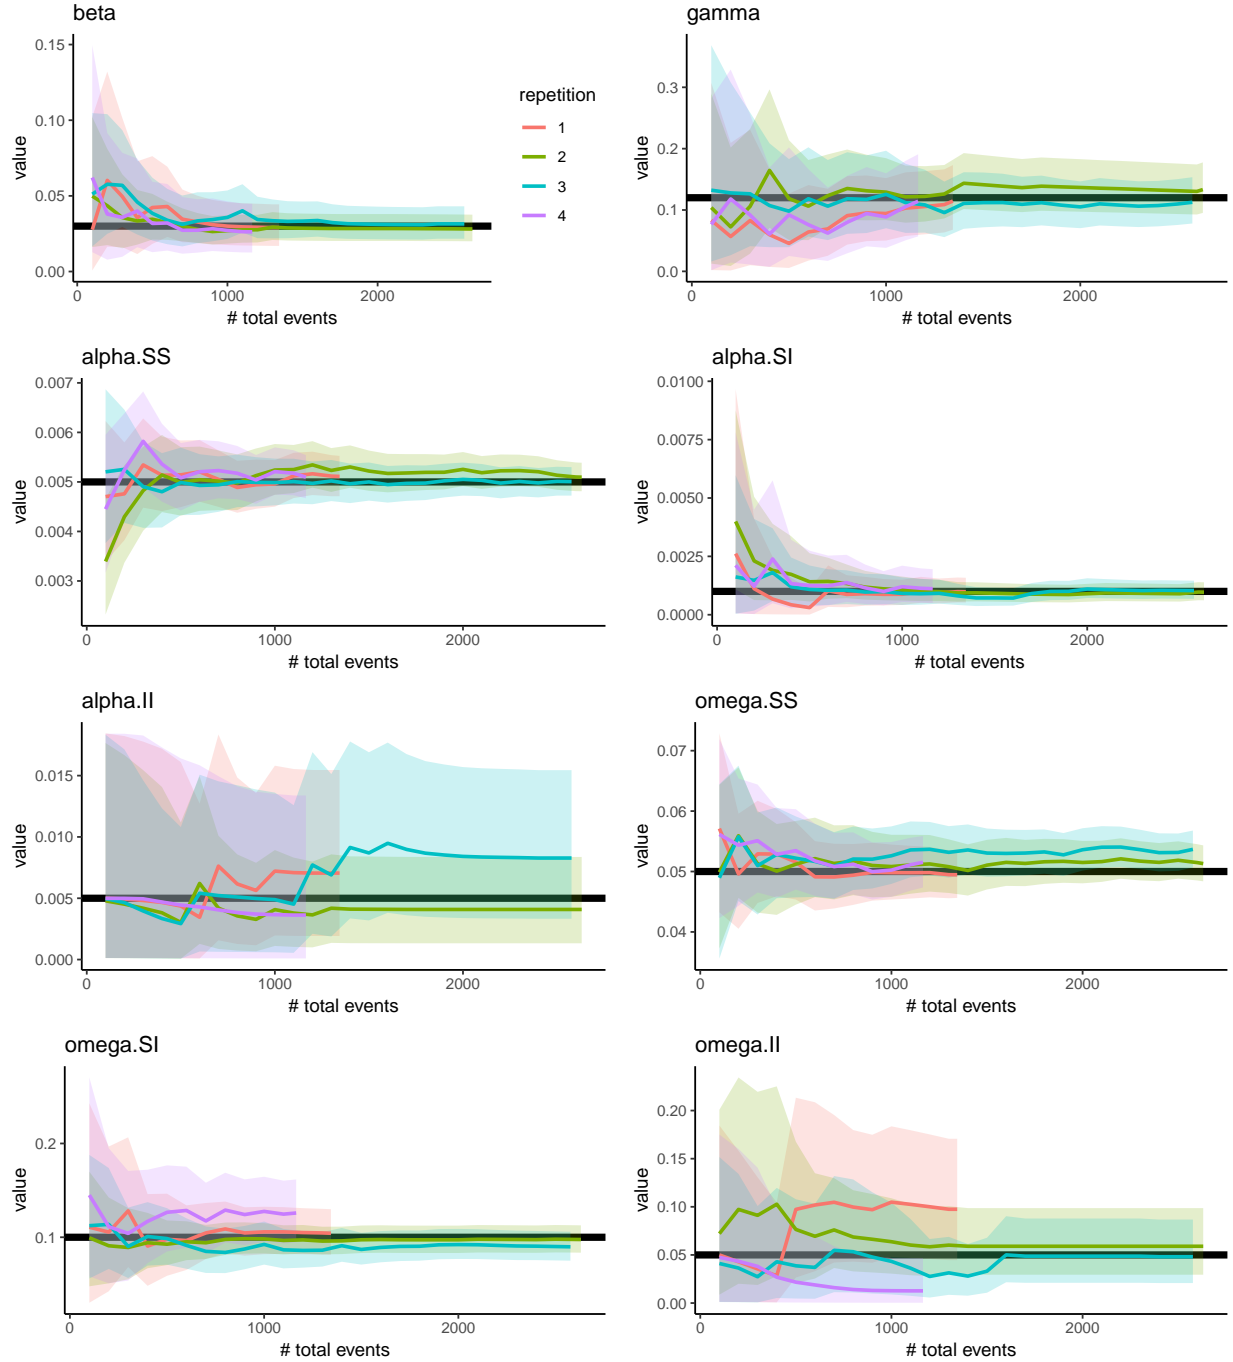 beta
0.15
0.10
0.05
0.00
value
0
1000
2000
# total events
repetition
1
2
3
4
gamma
0.3
0.2
0.1
0.0
value
0
1000
2000
# total events
alpha.SS
0.007
0.006
0.005
0.004
0.003
value
0
1000
2000
# total events
alpha.SI
0.0100
0.0075
0.0050
0.0025
0.0000
value
0
1000
2000
# total events
alpha.II
0.015
0.010
0.005
0.000
value
0
1000
2000
# total events
omega.SS
0.07
0.06
0.05
0.04
value
0
1000
2000
# total events
omega.SI
0.2
0.1
value
0
1000
2000
# total events
omega.II
0.20
0.15
0.10
0.05
0.00
value
0
1000
2000
# total events